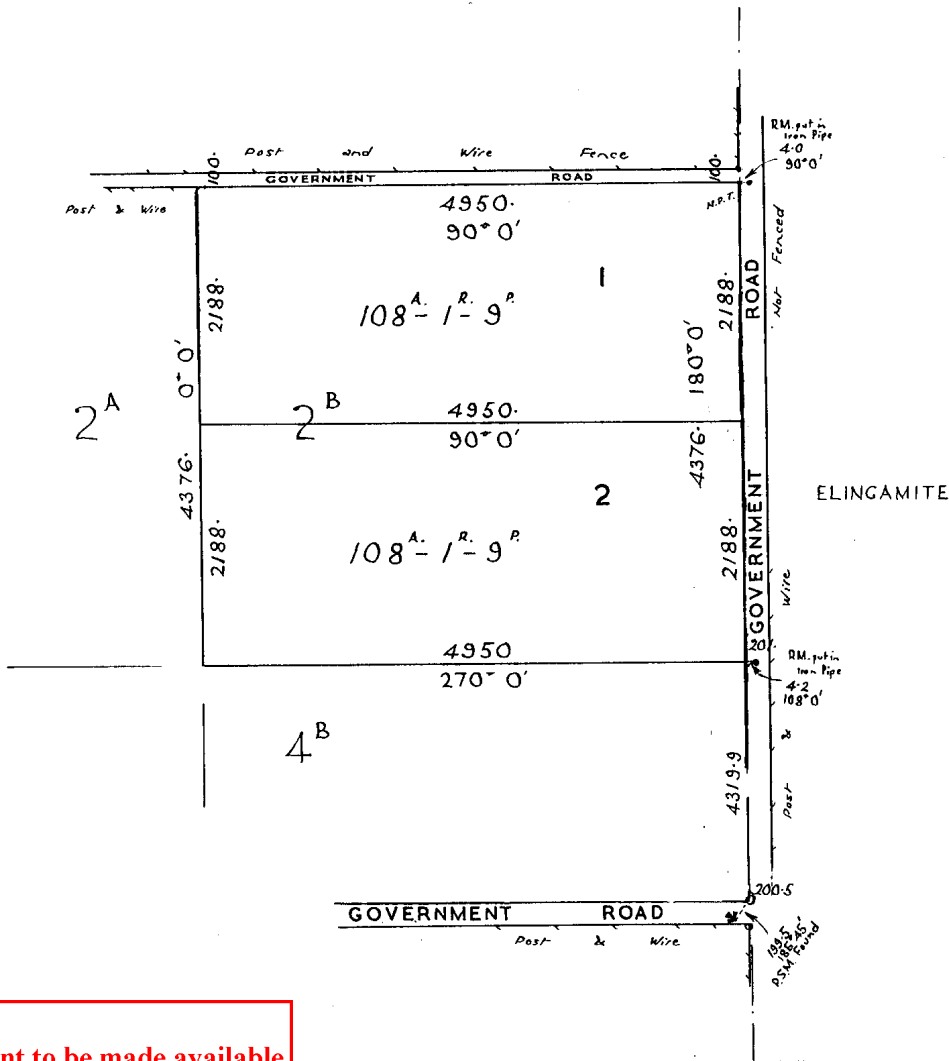 RM. put in
Iron Pipe
4·0
90°0'
Post and Wire Fence
100·
100·
GOVERNMENT ROAD
Post & Wire
4950·
90°0'
N.P.T.
Not Fenced
1
2188·
2188·
ROAD
108A. - 1R. - 9P.
0°0'
180°0'
2A
2B
4950·
90°0'
4376·
4376·
2
ELINGAMITE
108A. - 1R. - 9P.
2188·
2188·
GOVERNMENT
Wire
201·
4950
270°0'
RM. put in
Iron Pipe
4·2
108°0'
4B
&
4319·9
Post
200·5
GOVERNMENT ROAD
Post & Wire
199·5
185°45'
P.S.M. Found
nt to be made available